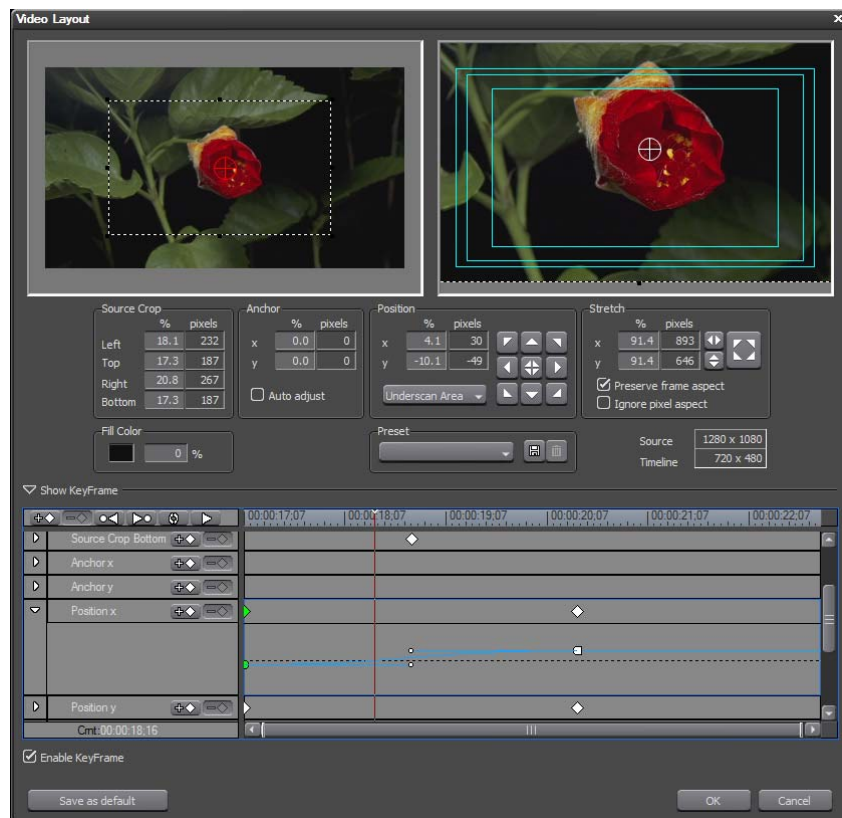 Video Layout
Source Crop
% pixels
Left 18.1 232
Top 17.3 187
Right 20.8 267
Bottom 17.3 187
Anchor
% pixels
x 0.0 0
y 0.0 0
Auto adjust
Position
% pixels
x 4.1 30
y -10.1 -49
Underscan Area
Stretch
% pixels
x 91.4 893
y 91.4 646
Preserve frame aspect
Ignore pixel aspect
Fill Color
0 %
Preset
Source 1280 x 1080
Timeline 720 x 480
Show KeyFrame
00:00:17;07 00:00:18;07 00:00:19;07 00:00:20;07 00:00:21;07 00:00:22;07
Source Crop Bottom
Anchor x
Anchor y
Position x
Position y
Crnt:00:00:18;16
Enable KeyFrame
Save as default
OK
Cancel